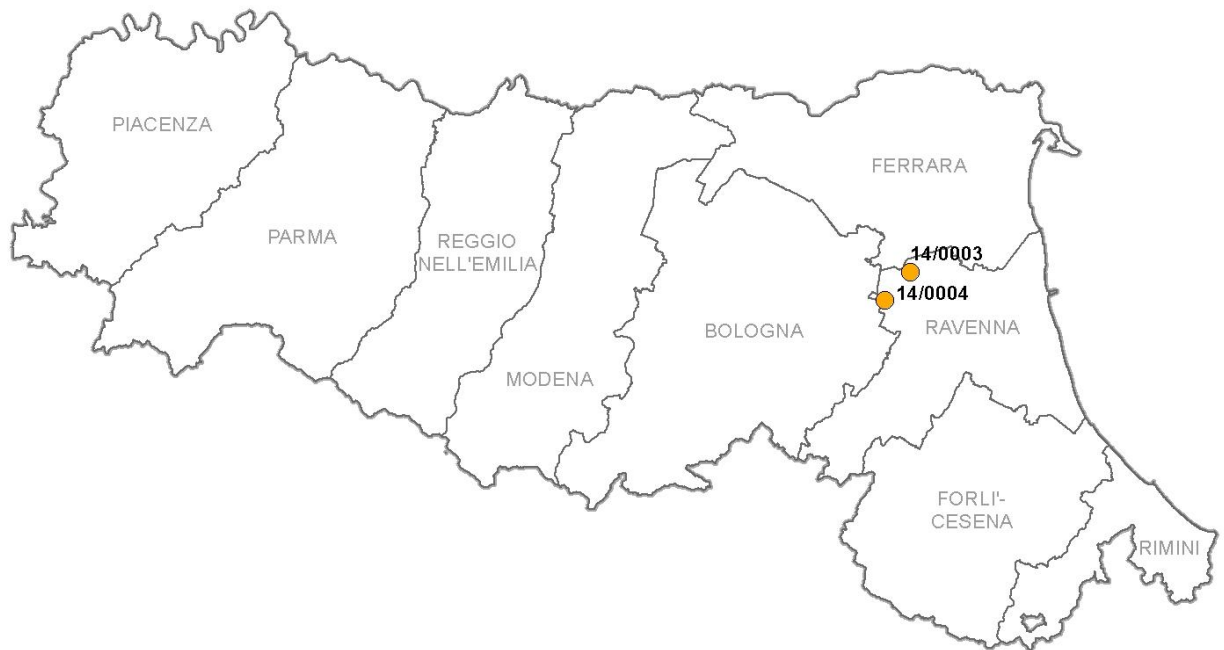 PIACENZA
PARMA
REGGIO
NELL'EMILIA
MODENA
BOLOGNA
FERRARA
14/0003
14/0004
RAVENNA
FORLI'-
CESENA
RIMINI